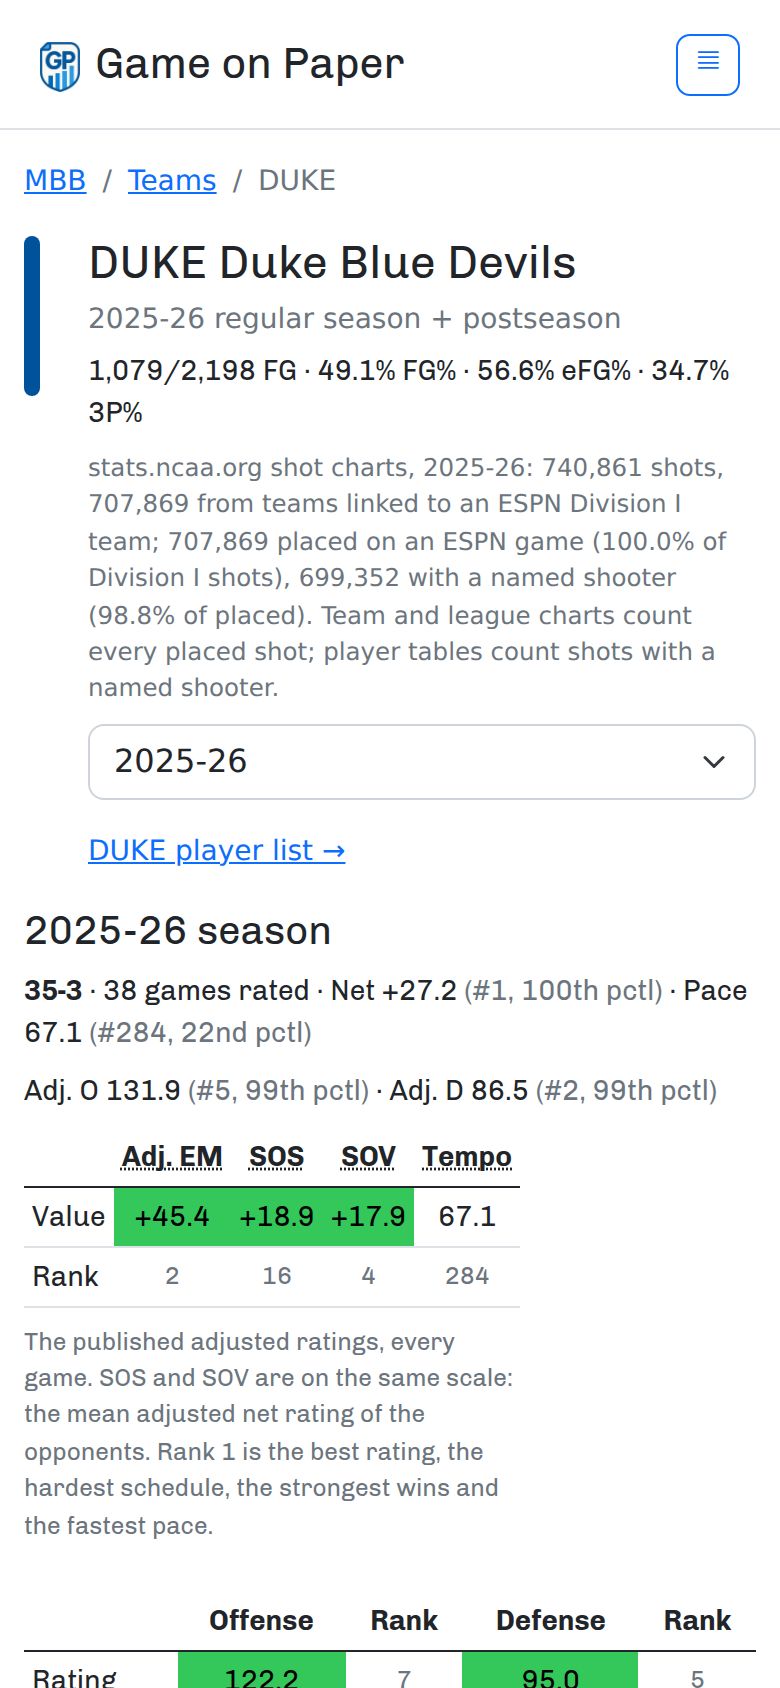 GP Game on Paper
MBB / Teams / DUKE
DUKE Duke Blue Devils
2025-26 regular season + postseason
1,079/2,198 FG · 49.1% FG% · 56.6% eFG% · 34.7%
3P%
stats.ncaa.org shot charts, 2025-26: 740,861 shots,
707,869 from teams linked to an ESPN Division I
team; 707,869 placed on an ESPN game (100.0% of
Division I shots), 699,352 with a named shooter
(98.8% of placed). Team and league charts count
every placed shot; player tables count shots with a
named shooter.
2025-26
DUKE player list →
2025-26 season
35-3 · 38 games rated · Net +27.2 (#1, 100th pctl) · Pace
67.1 (#284, 22nd pctl)
Adj. O 131.9 (#5, 99th pctl) · Adj. D 86.5 (#2, 99th pctl)
Adj. EM SOS SOV Tempo
Value +45.4 +18.9 +17.9 67.1
Rank 2 16 4 284
The published adjusted ratings, every
game. SOS and SOV are on the same scale:
the mean adjusted net rating of the
opponents. Rank 1 is the best rating, the
hardest schedule, the strongest wins and
the fastest pace.
Offense Rank Defense Rank
Rating 122.2 7 95.0 5